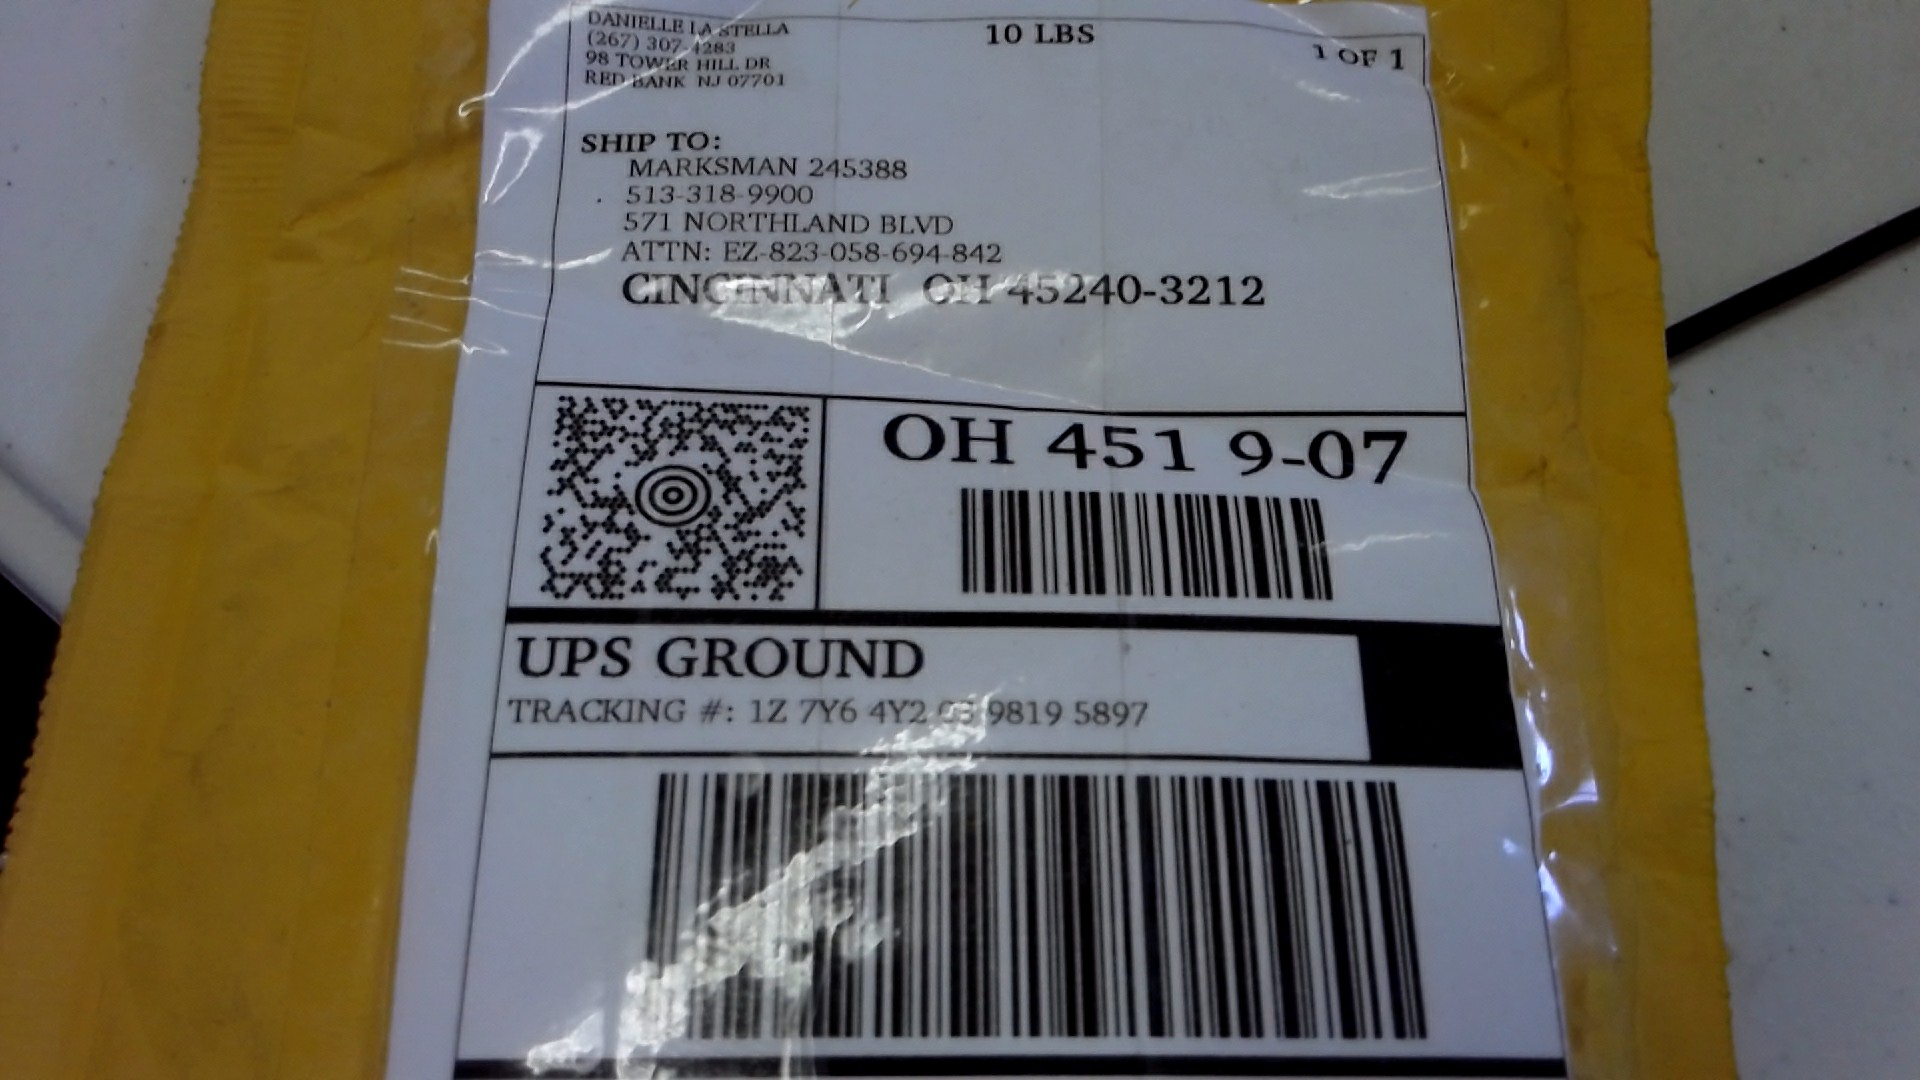 DANIELLE LA STELLA
(267) 307-4283
98 TOWER HILL DR
RED BANK NJ 07701
10 LBS
1 OF 1
SHIP TO:
MARKSMAN 245388
513-318-9900
571 NORTHLAND BLVD
ATTN: EZ-823-058-694-842
CINCINNATI OH 45240-3212
OH 451 9-07
UPS GROUND
TRACKING #: 1Z 7Y6 4Y2 03 9819 5897